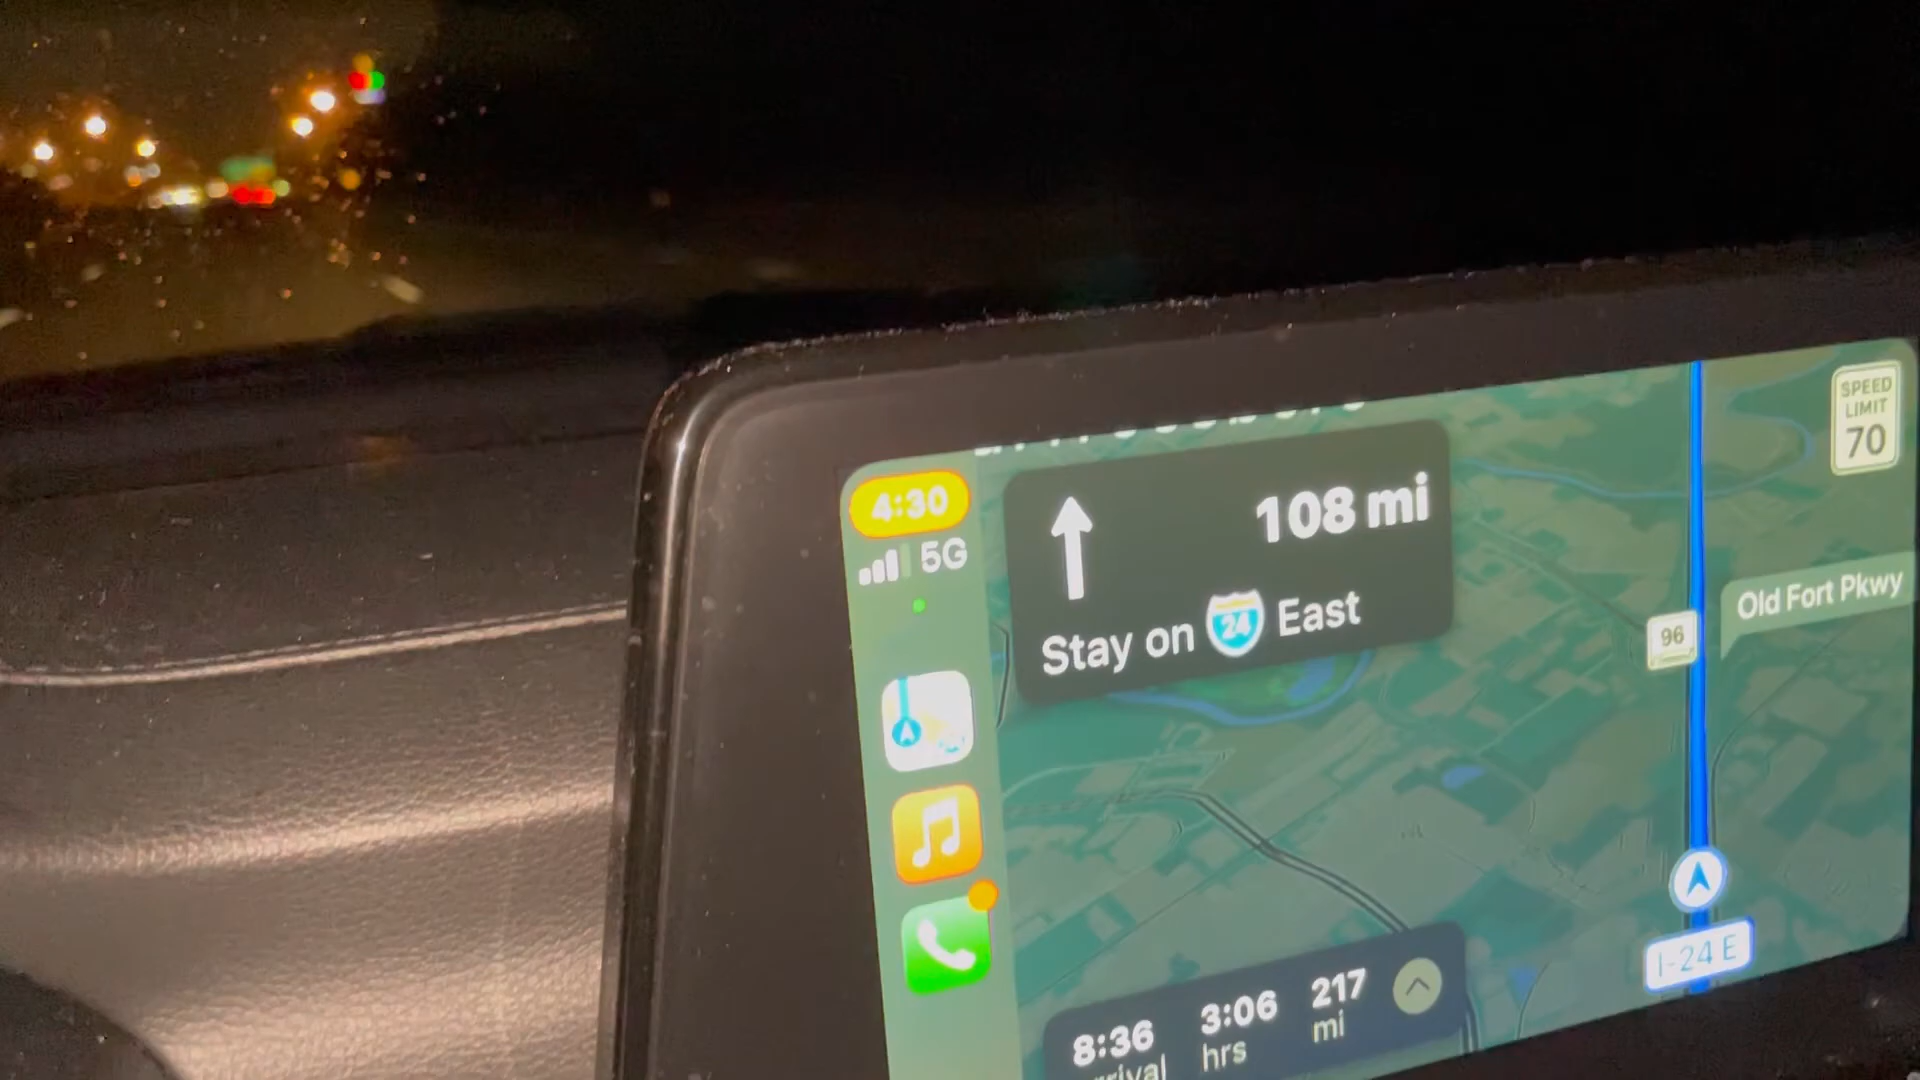 4:30
5G
108 mi
Stay on 24 East
SPEED
LIMIT
70
Old Fort Pkwy
96
I-24 E
8:36
3:06
hrs
217
mi